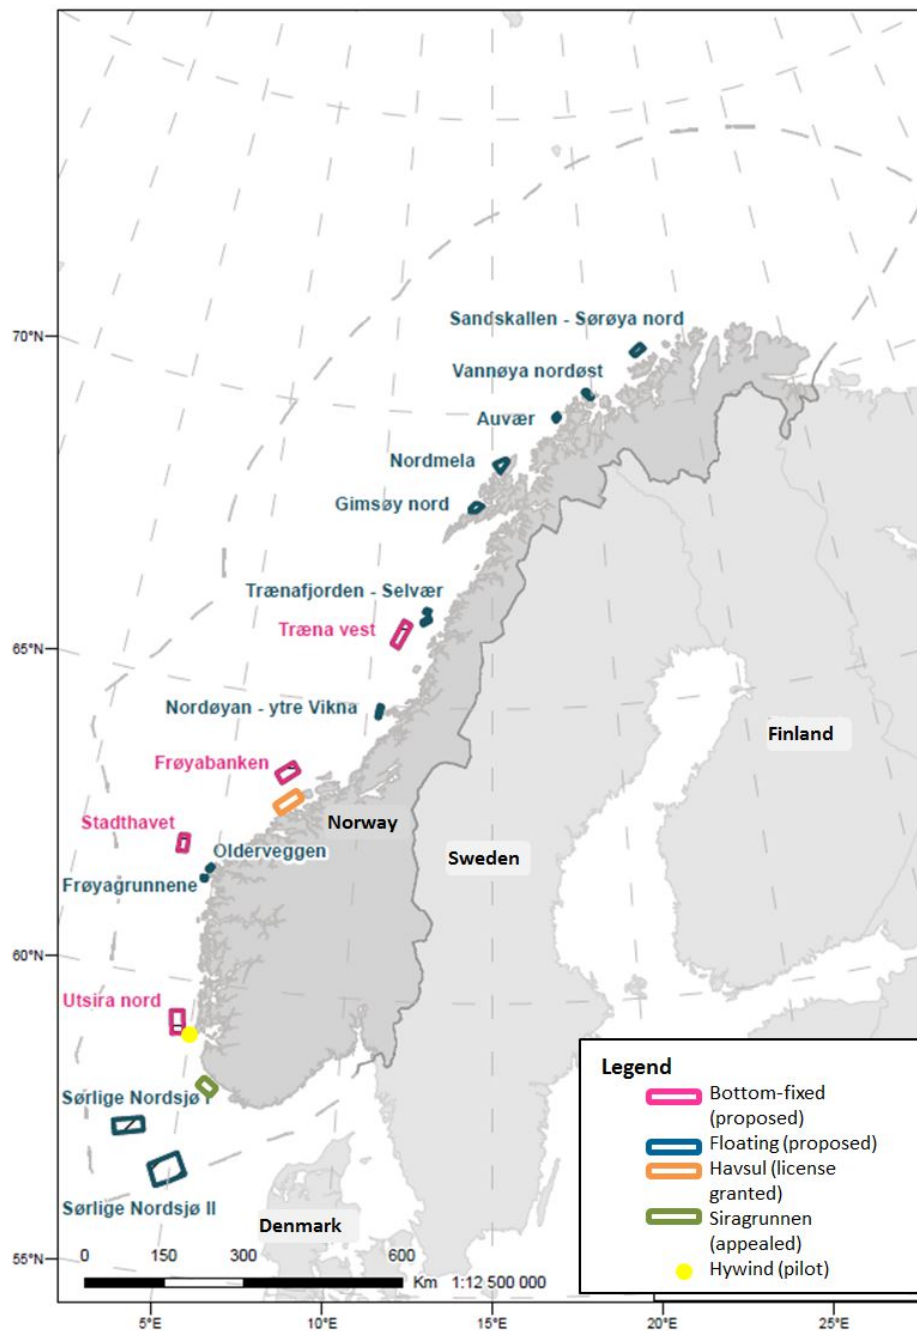 Sandskallen - Sørøya nord
70°N
Vannøya nordøst
Auvær
Nordmela
Gimsøy nord
Trænafjorden - Selvær
Træna vest
65°N
Nordøyan - ytre Vikna
Finland
Frøyabanken
Stadthavet
Norway
Olderveggen
Sweden
Frøyagrunnene
60°N
Utsira nord
Sørlige Nordsjø I
Sørlige Nordsjø II
Denmark
55°N
0 150 300 600
Km 1:12 500 000
Legend
Bottom-fixed
(proposed)
Floating (proposed)
Havsul (license
granted)
Siragrunnen
(appealed)
Hywind (pilot)
5°E 10°E 15°E 20°E 25°E